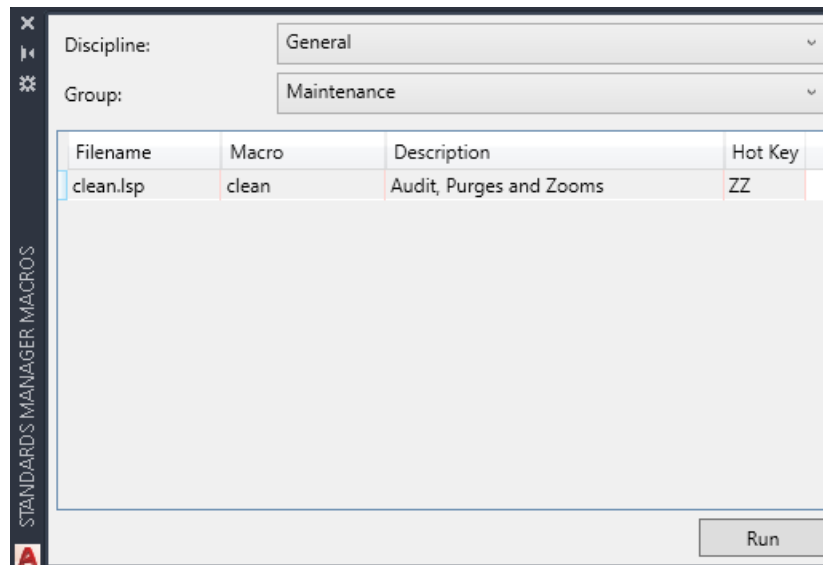 Discipline: General
Group: Maintenance
Filename Macro Description Hot Key
clean.lsp clean Audit, Purges and Zooms ZZ
Run
STANDARDS MANAGER MACROS
A